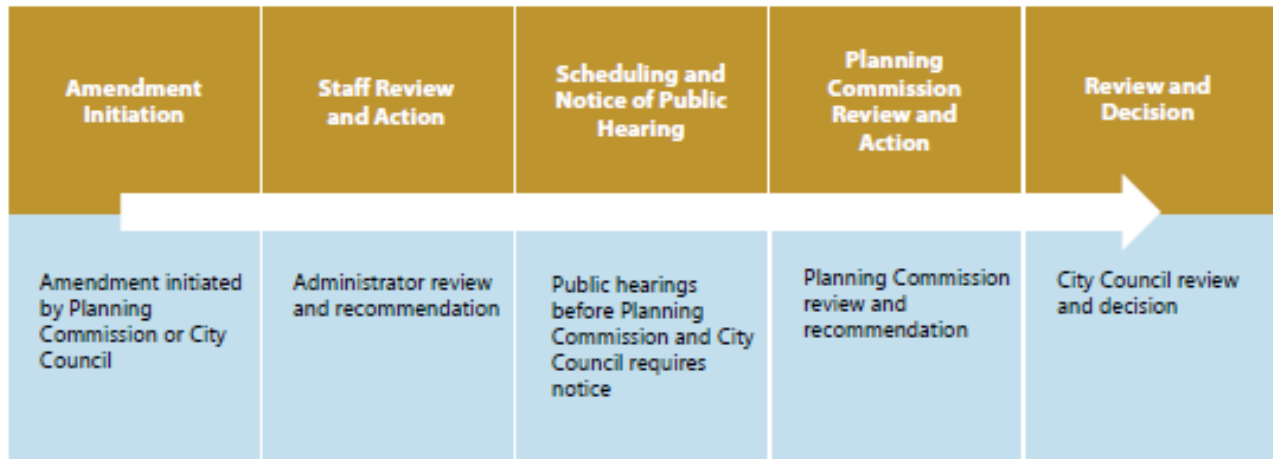 Amendment
Initiation
Staff Review
and Action
Scheduling and
Notice of Public
Hearing
Planning
Commission
Review and
Action
Review and
Decision
Amendment initiated
by Planning
Commission or City
Council
Administrator review
and recommendation
Public hearings
before Planning
Commission and City
Council requires
notice
Planning Commission
review and
recommendation
City Council review
and decision